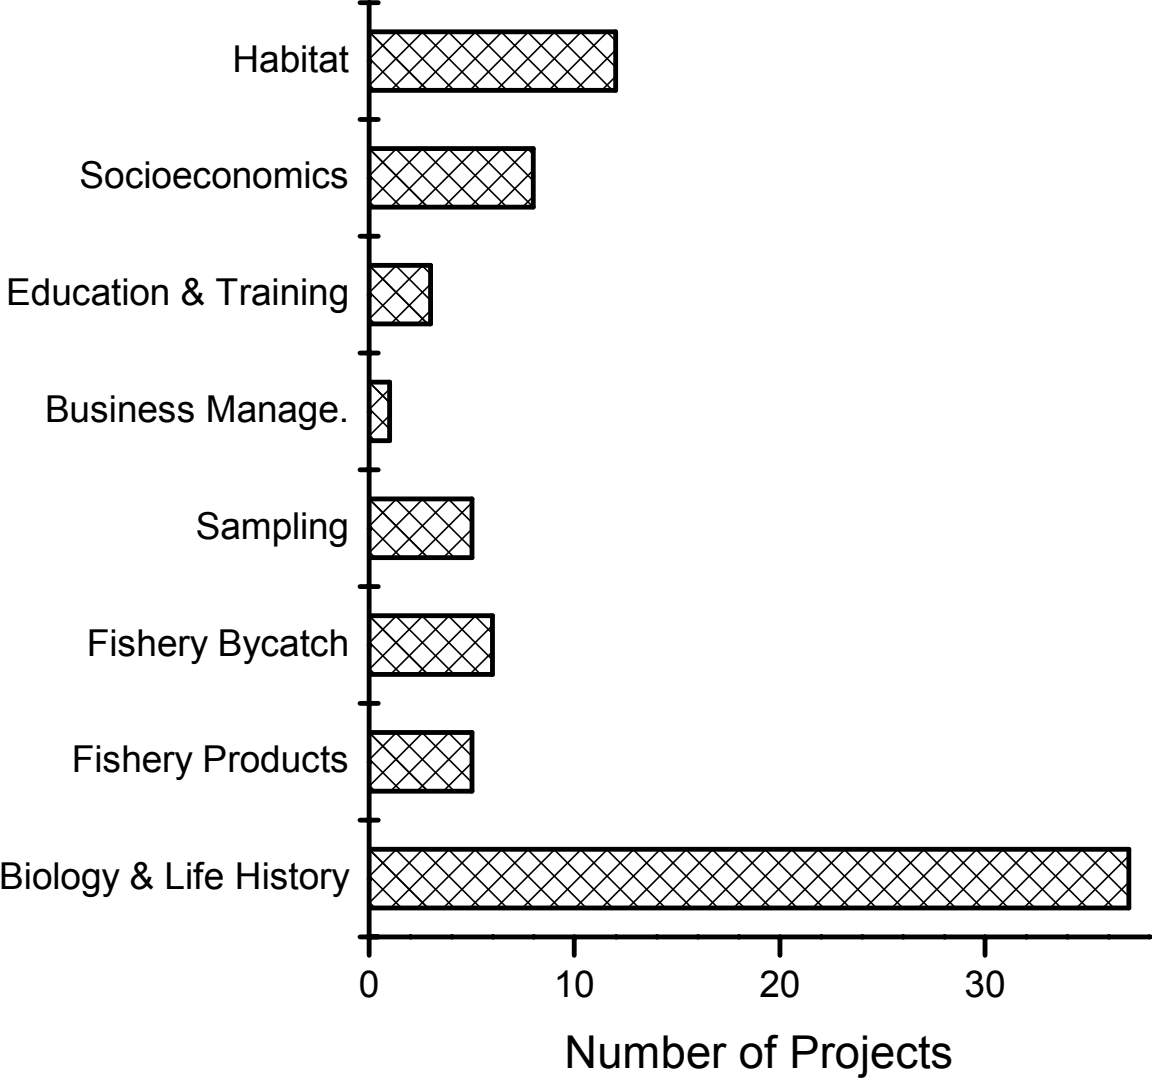 Habitat
Socioeconomics
Education & Training
Business Manage.
Sampling
Fishery Bycatch
Fishery Products
Biology & Life History
0 10 20 30
Number of Projects